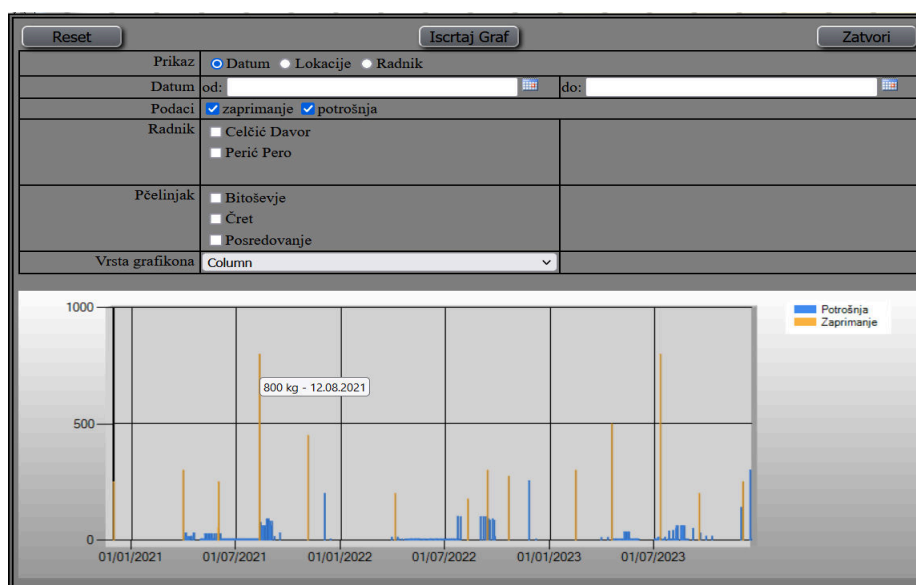 Reset Iscrtaj Graf Zatvori
Prikaz Datum Lokacije Radnik
Datum od: do:
Podaci zaprimanje potrošnja
Radnik Celčić Davor
Perić Pero
Pčelinjak Bitoševje
Čret
Posredovanje
Vrsta grafikona Column
1000
Potrošnja
Zaprimanje
800 kg - 12.08.2021
500
0
01/01/2021 01/07/2021 01/01/2022 01/07/2022 01/01/2023 01/07/2023